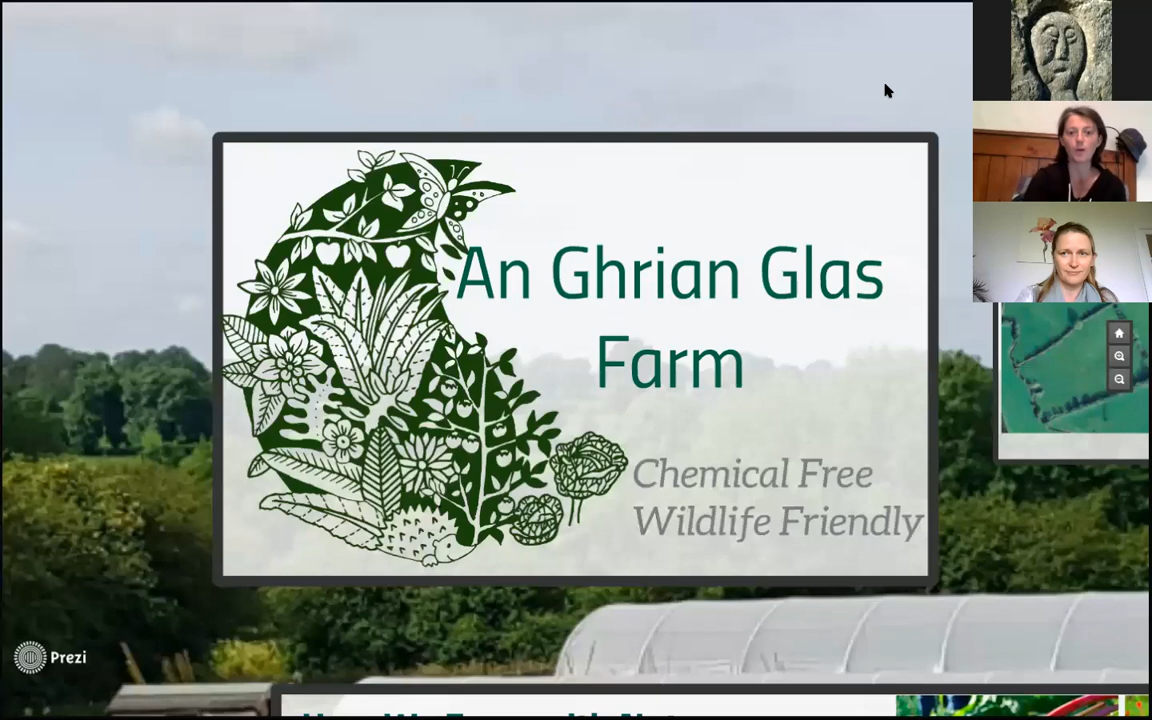 An Ghrian Glas
Farm
Chemical Free
Wildlife Friendly
Prezi